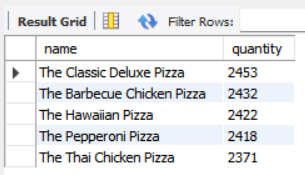 Result Grid Filter Rows:
name quantity
The Classic Deluxe Pizza 2453
The Barbecue Chicken Pizza 2432
The Hawaiian Pizza 2422
The Pepperoni Pizza 2418
The Thai Chicken Pizza 2371